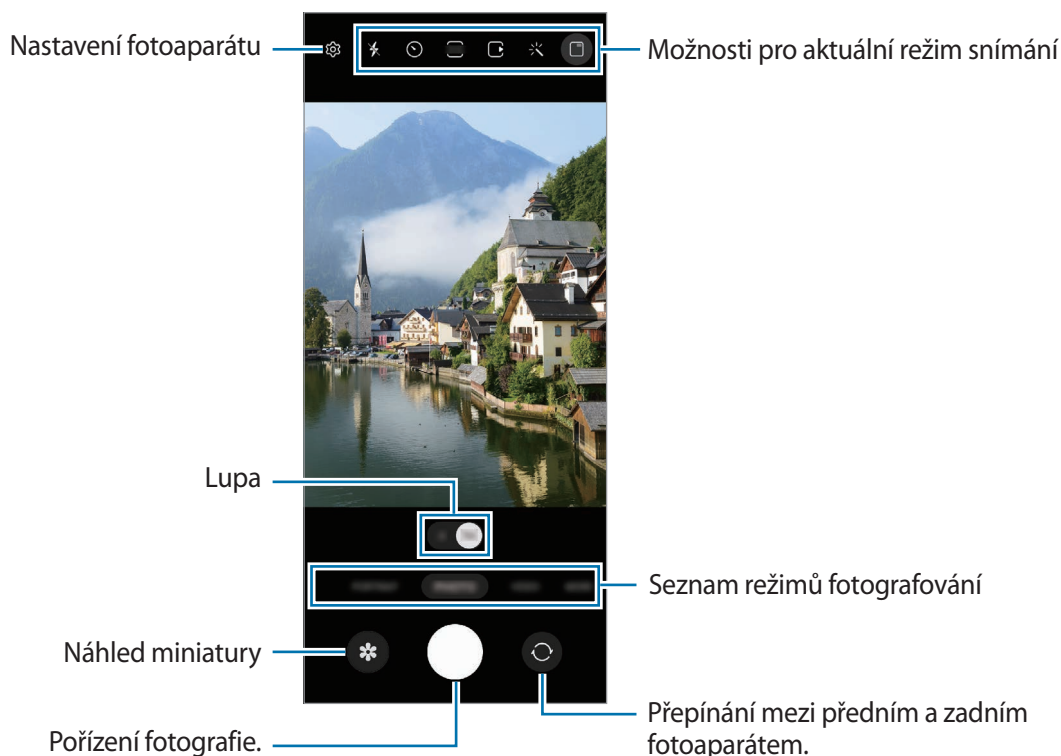 Nastavení fotoaparátu
Možnosti pro aktuální režim snímání
Lupa
Seznam režimů fotografování
Náhled miniatury
Pořízení fotografie.
Přepínání mezi předním a zadním
fotoaparátem.